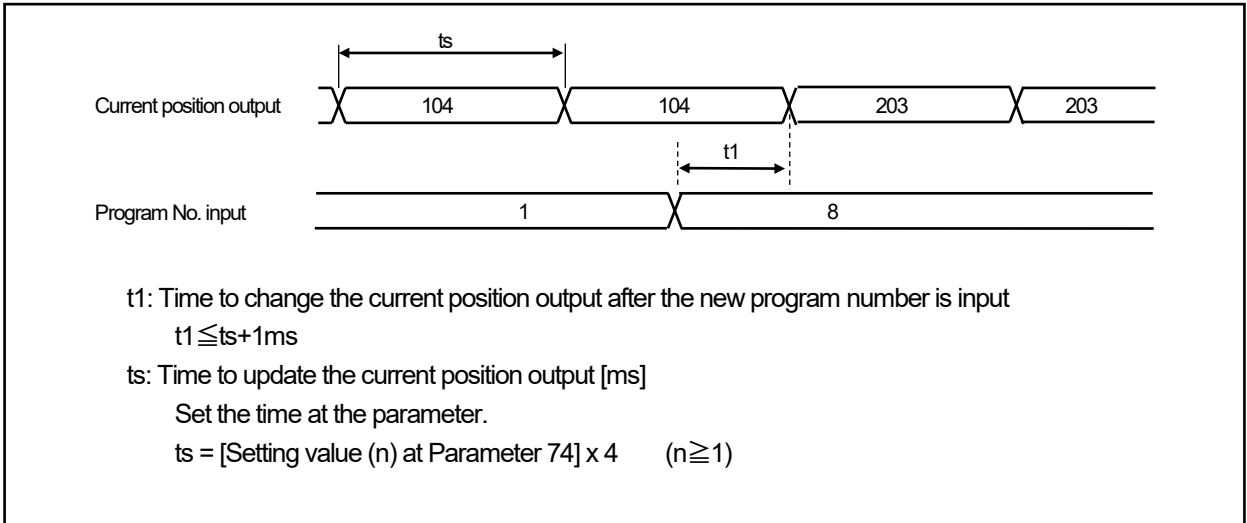 ts
Current position output 104 104 203 203
t1
Program No. input 1 8
t1: Time to change the current position output after the new program number is input
t1≦ts+1ms
ts: Time to update the current position output [ms]
Set the time at the parameter.
ts = [Setting value (n) at Parameter 74] x 4 (n≧1)